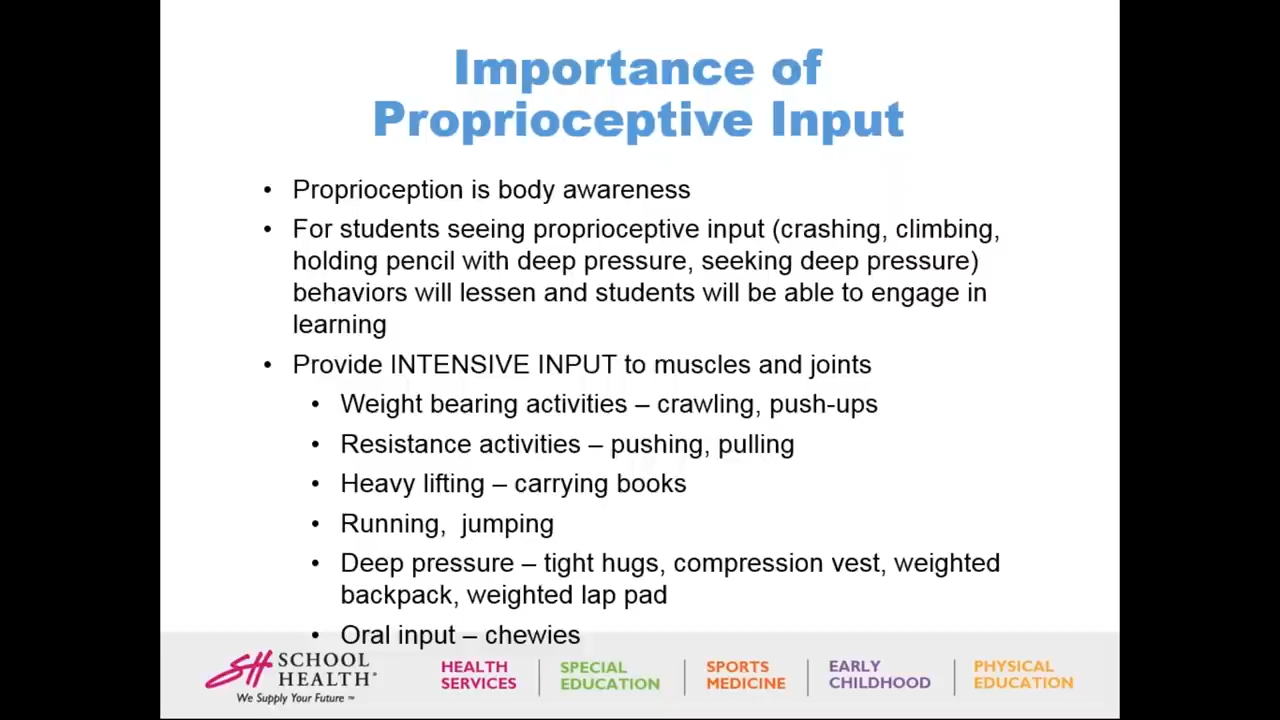 Importance of
Proprioceptive Input
• Proprioception is body awareness
• For students seeing proprioceptive input (crashing, climbing,
holding pencil with deep pressure, seeking deep pressure)
behaviors will lessen and students will be able to engage in
learning
• Provide INTENSIVE INPUT to muscles and joints
• Weight bearing activities – crawling, push-ups
• Resistance activities – pushing, pulling
• Heavy lifting – carrying books
• Running,  jumping
• Deep pressure – tight hugs, compression vest, weighted
backpack, weighted lap pad
• Oral input – chewies
SH SCHOOL
HEALTH®
We Supply Your Future™
HEALTH
SERVICES
SPECIAL
EDUCATION
SPORTS
MEDICINE
EARLY
CHILDHOOD
PHYSICAL
EDUCATION